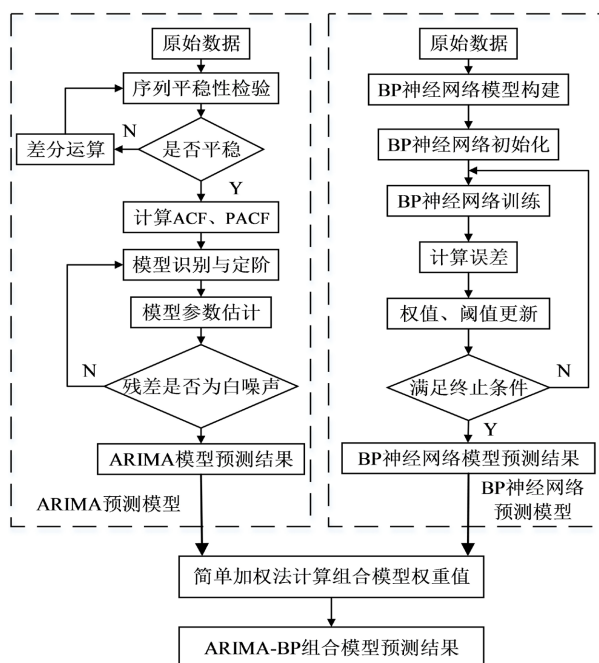 原始数据
序列平稳性检验
N
差分运算
是否平稳
Y
计算ACF、PACF
模型识别与定阶
模型参数估计
N
残差是否为白噪声
ARIMA模型预测结果
ARIMA预测模型
原始数据
BP神经网络模型构建
BP神经网络初始化
BP神经网络训练
计算误差
权值、阈值更新
满足终止条件
N
Y
BP神经网络模型预测结果
BP神经网络
预测模型
简单加权法计算组合模型权重值
ARIMA-BP组合模型预测结果